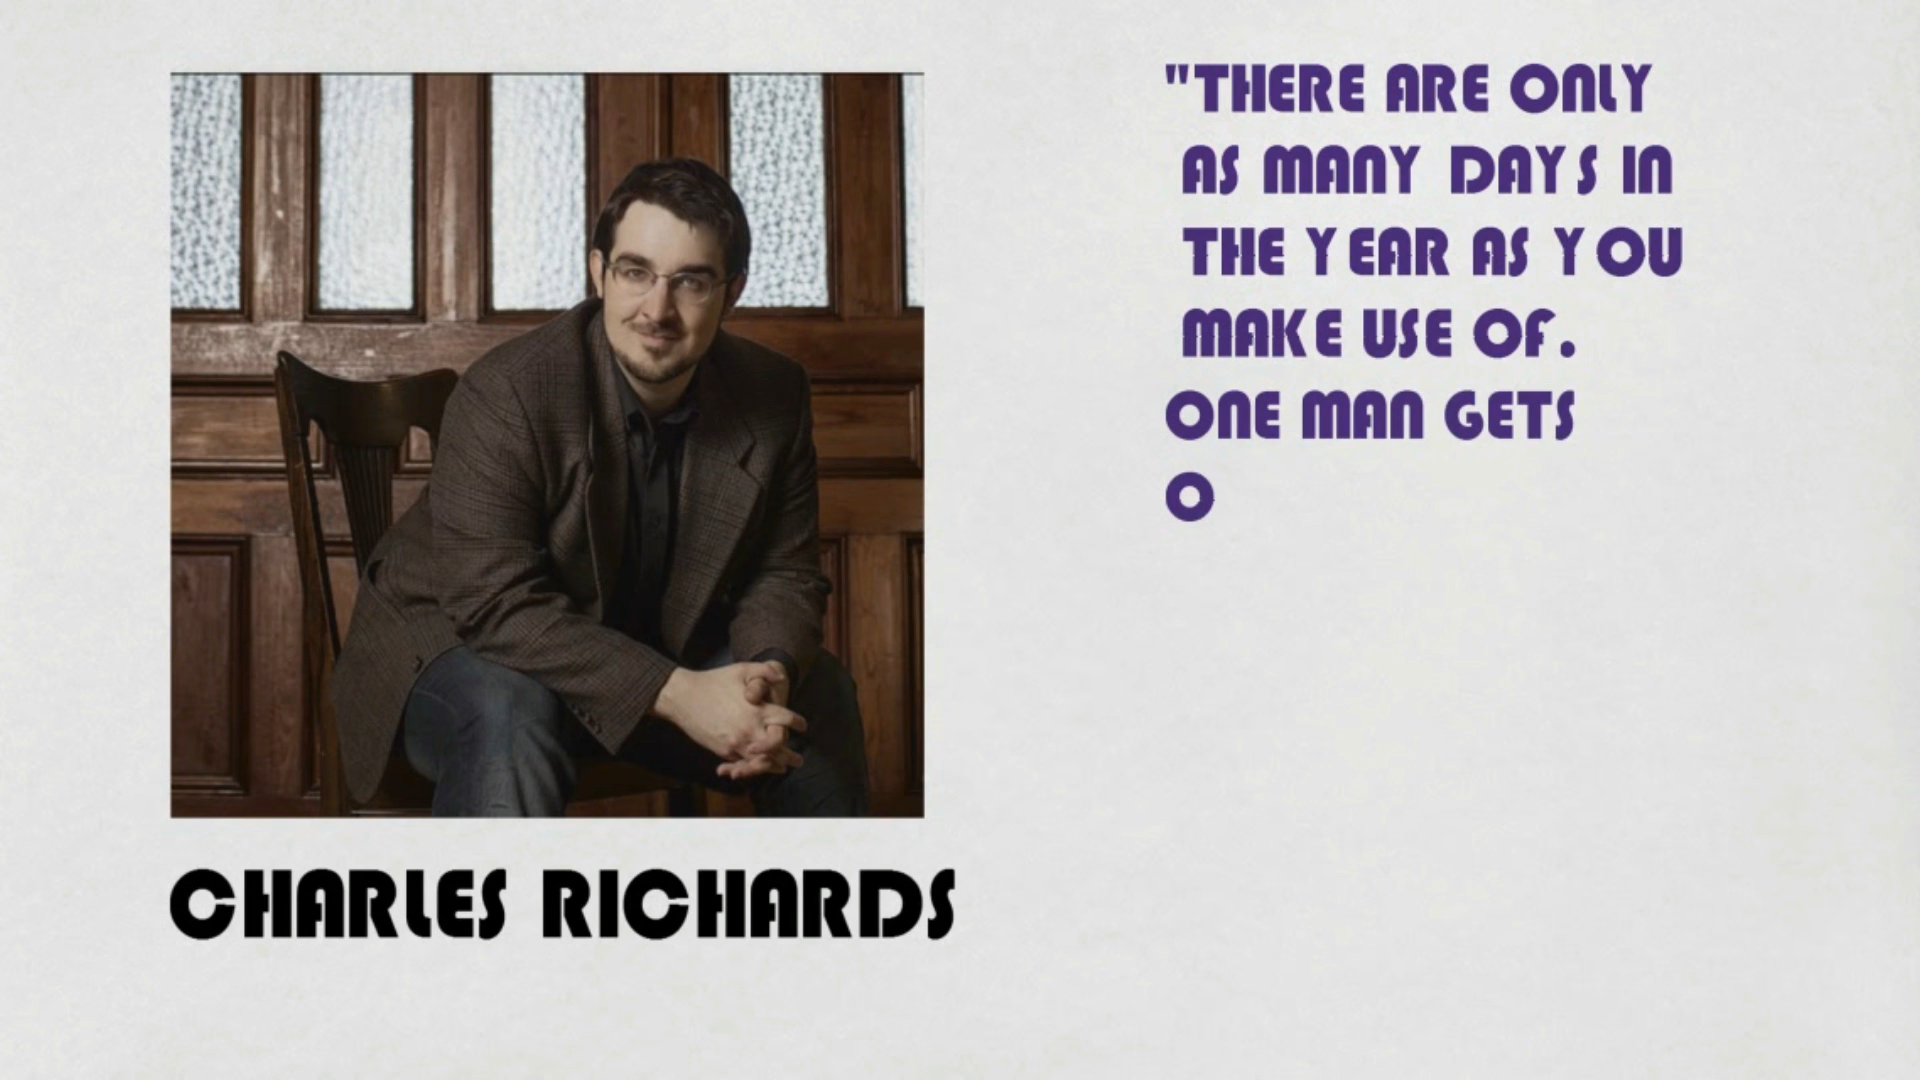 "THERE ARE ONLY
AS MANY DAYS IN
THE YEAR AS YOU
MAKE USE OF.
ONE MAN GETS
O
CHARLES RICHARDS